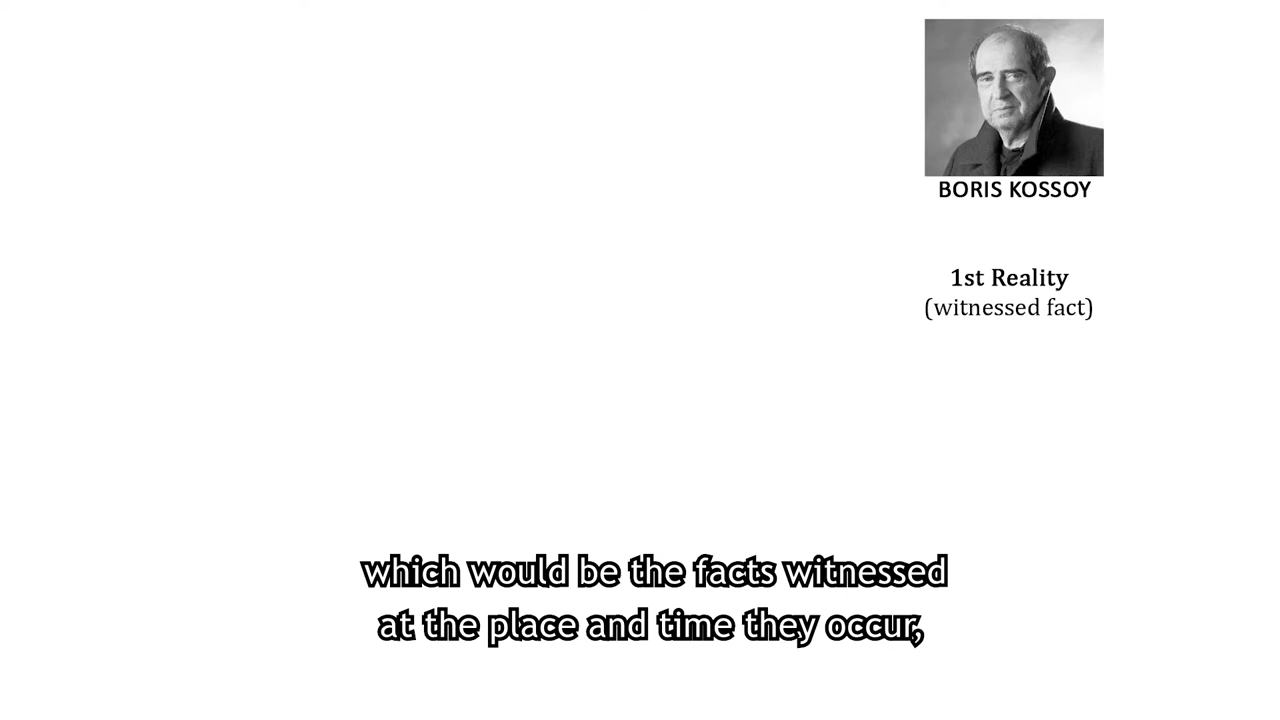 BORIS KOSSOY
1st Reality
(witnessed fact)
which would be the facts witnessed
at the place and time they occur,